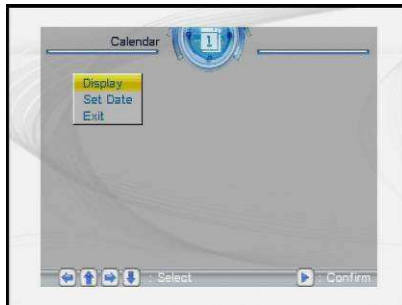 Calendar
1
Display
Set Date
Exit
: Select
: Confirm